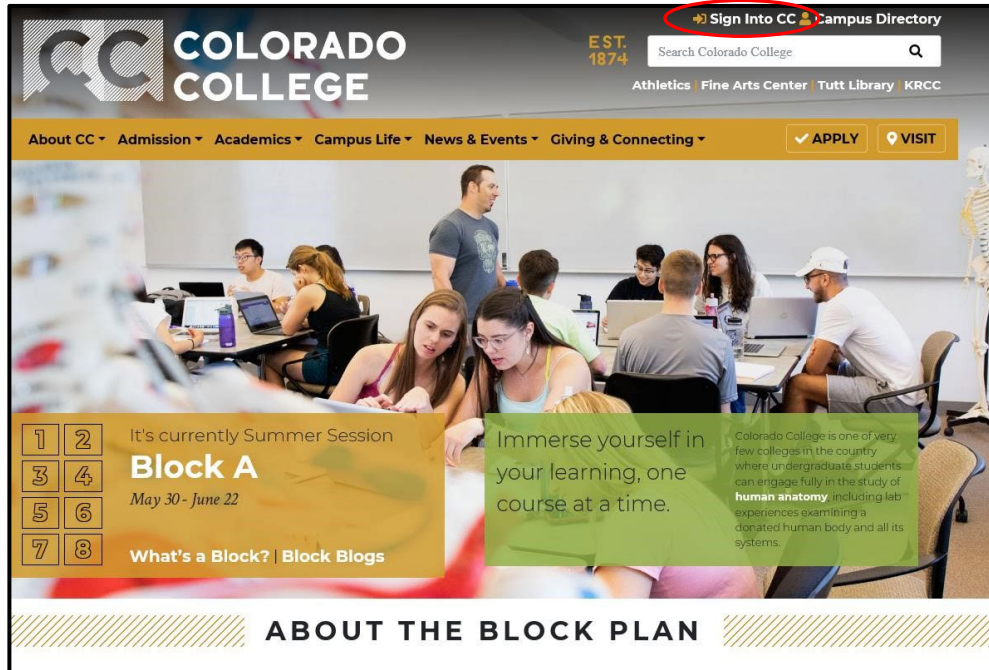 Sign Into CC Campus Directory
COLORADO
COLLEGE
EST.
1874
Search Colorado College
Athletics | Fine Arts Center | Tutt Library | KRCC
About CC Admission Academics Campus Life News & Events Giving & Connecting APPLY VISIT
1 2
3 4
5 6
7 8
It's currently Summer Session
Block A
May 30 - June 22
What's a Block? | Block Blogs
Immerse yourself in
your learning, one
course at a time.
Colorado College is one of very
few colleges in the country
where undergraduate students
can engage fully in the study of
human anatomy, including lab
experiences examining a
donated human body and all its
systems.
ABOUT THE BLOCK PLAN